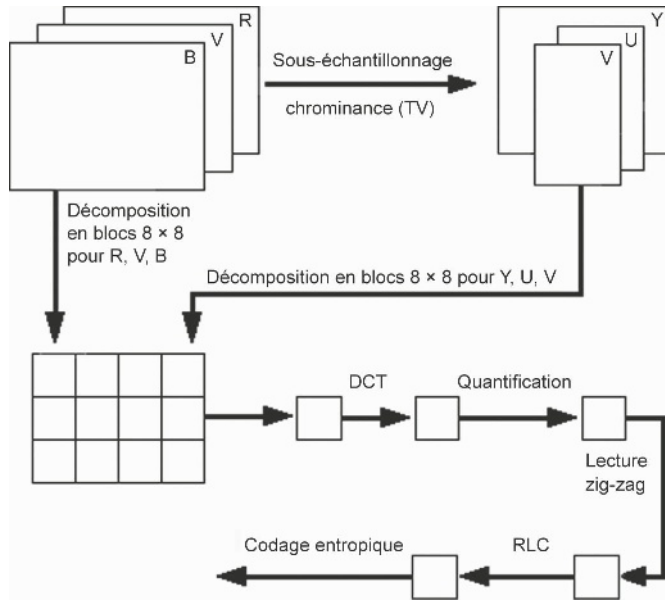 R
V
B
Sous-échantillonnage
chrominance (TV)
Y
U
V
Décomposition
en blocs 8 × 8
pour R, V, B
Décomposition en blocs 8 × 8 pour Y, U, V
DCT
Quantification
Lecture
zig-zag
RLC
Codage entropique